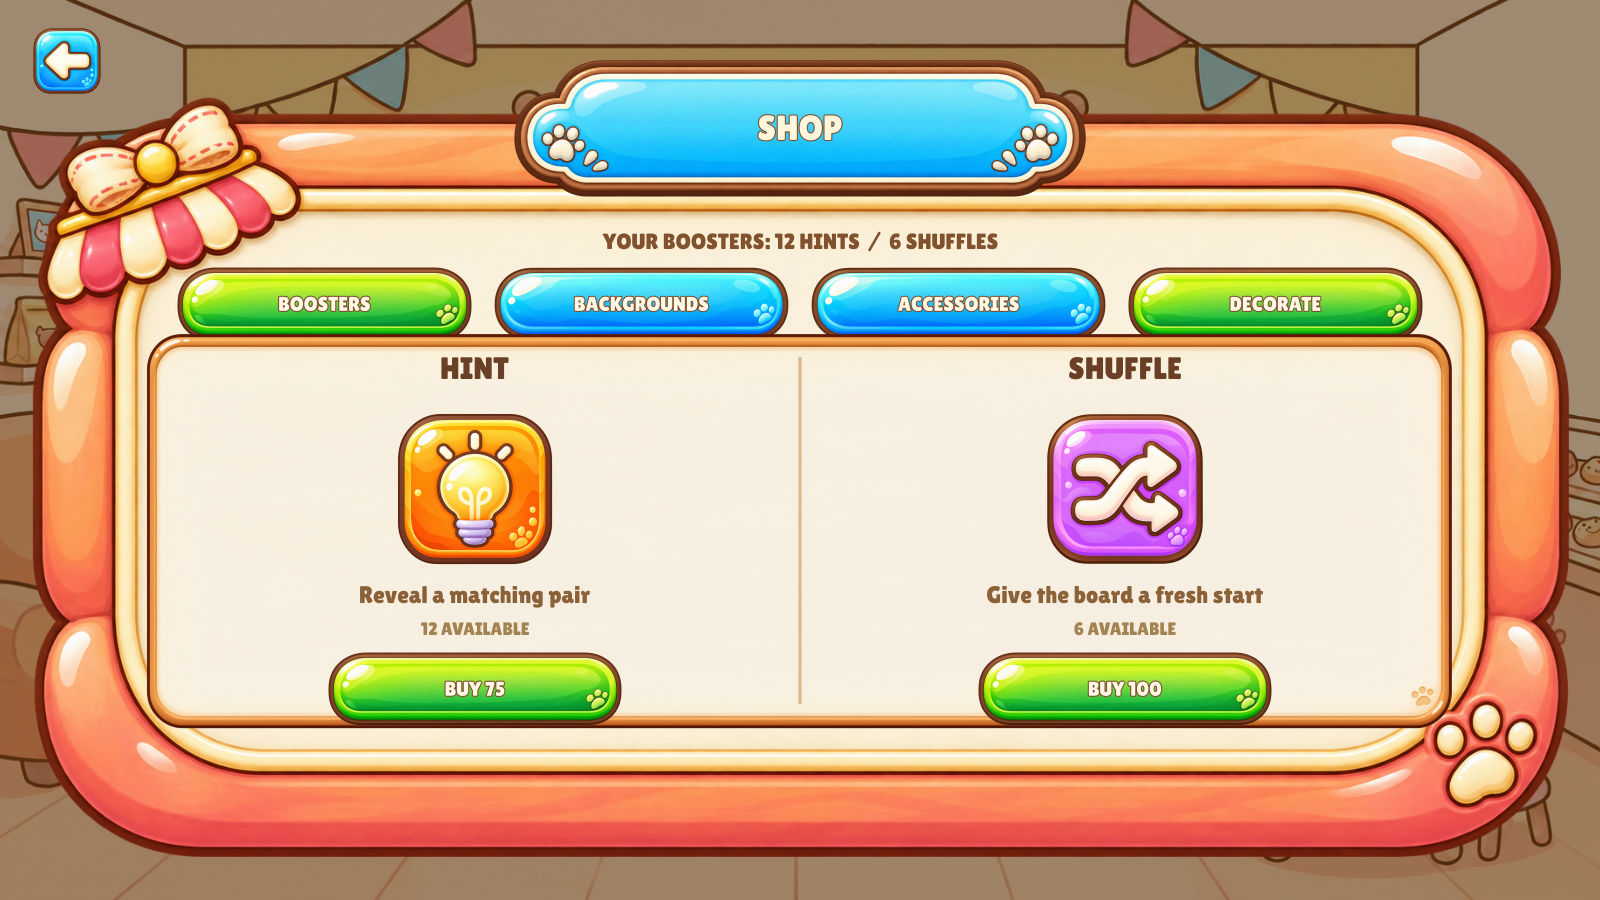 SHOP
YOUR BOOSTERS: 12 HINTS / 6 SHUFFLES
BOOSTERS
BACKGROUNDS
ACCESSORIES
DECORATE
HINT
SHUFFLE
Reveal a matching pair
Give the board a fresh start
12 AVAILABLE
6 AVAILABLE
BUY 75
BUY 100